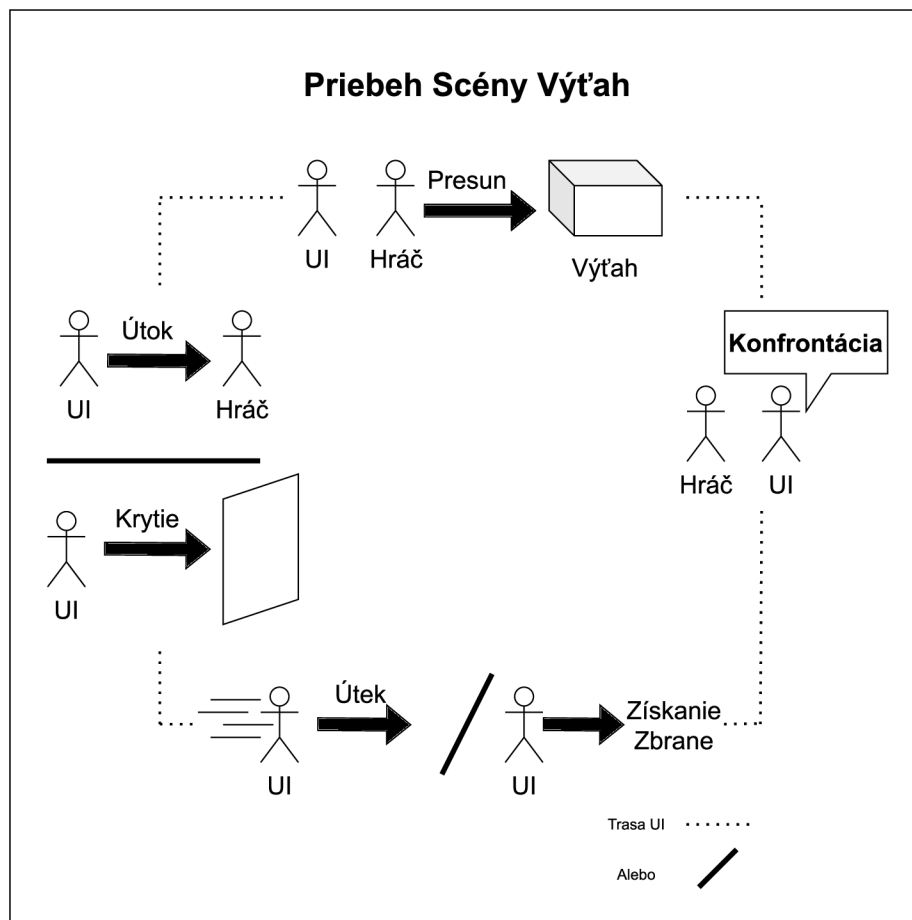 Priebeh Scény Výťah
Presun
UI
Hráč
Výťah
Útok
UI
Hráč
Konfrontácia
Hráč
UI
Krytie
UI
Útek
UI
UI
Získanie
Zbrane
Trasa UI
Alebo